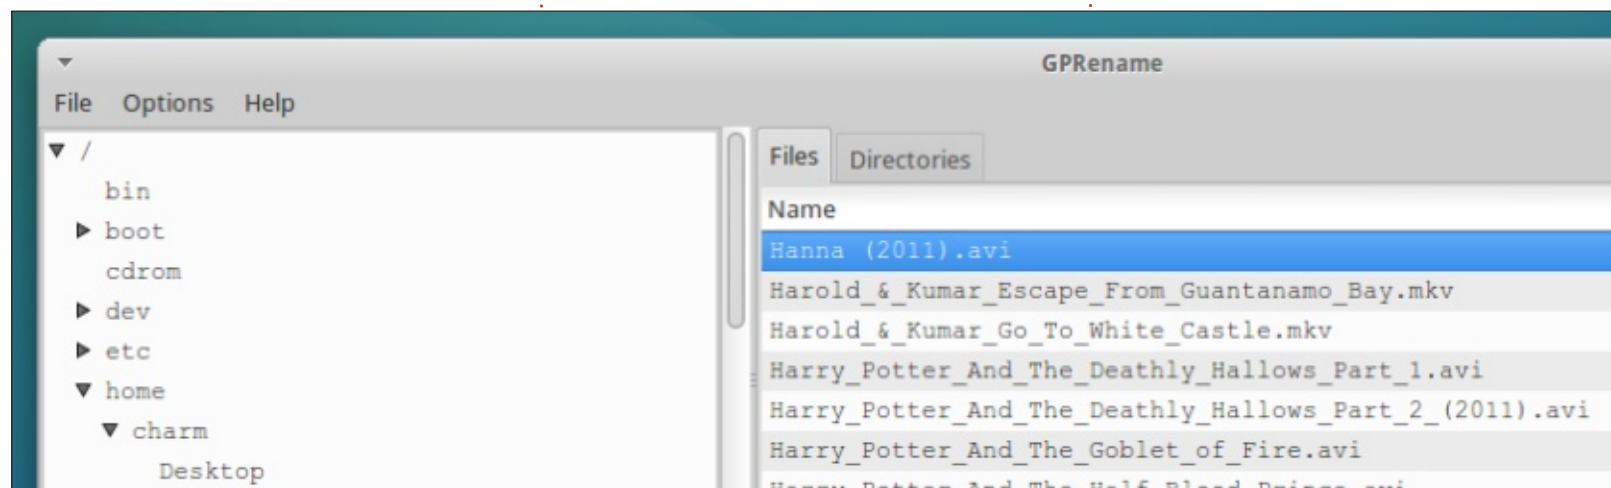 GPRename
File Options Help
/
bin
boot
cdrom
dev
etc
home
charm
Desktop
Files Directories
Name
Hanna (2011).avi
Harold_&_Kumar_Escape_From_Guantanamo_Bay.mkv
Harold_&_Kumar_Go_To_White_Castle.mkv
Harry_Potter_And_The_Deathly_Hallows_Part_1.avi
Harry_Potter_And_The_Deathly_Hallows_Part_2_(2011).avi
Harry_Potter_And_The_Goblet_of_Fire.avi